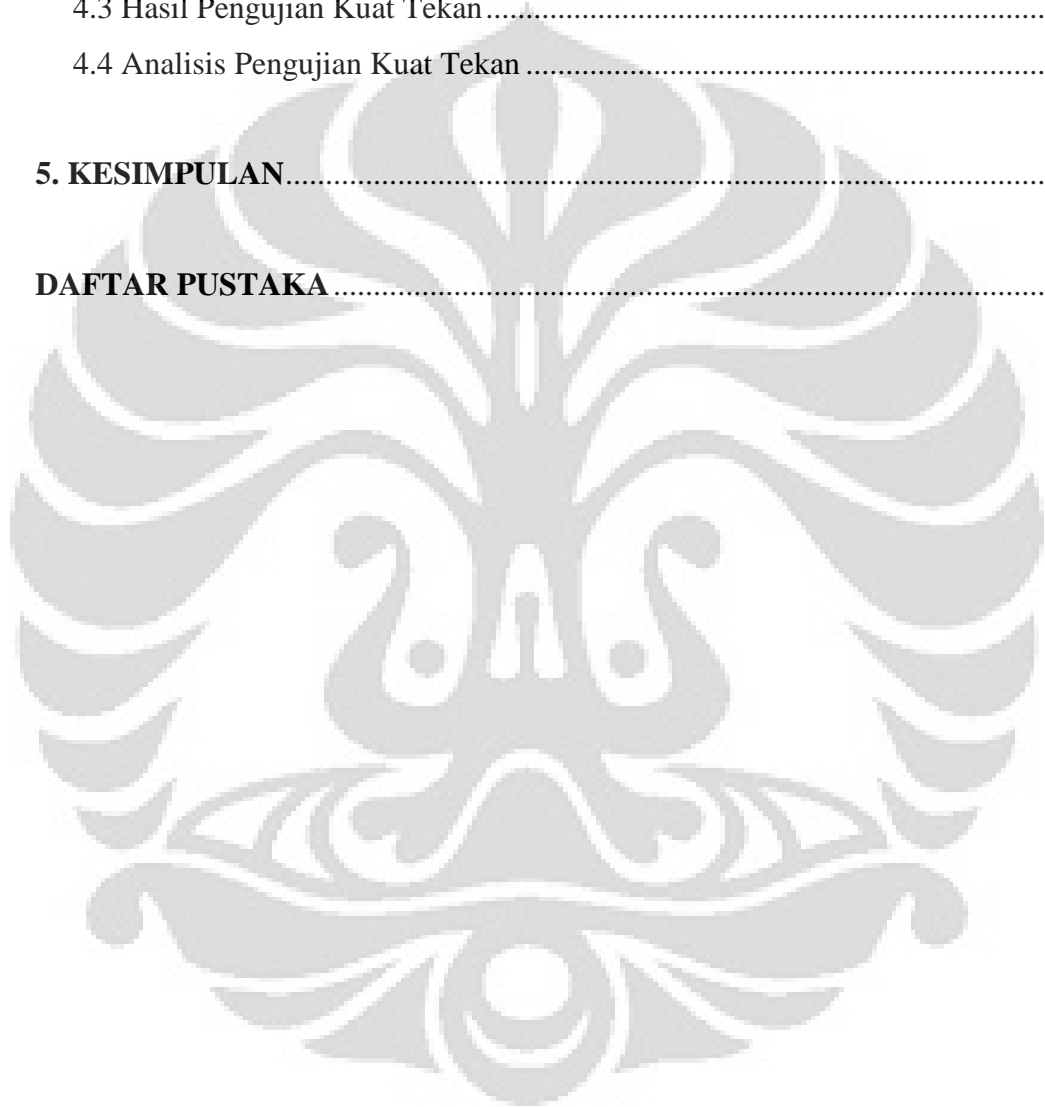 4.3 Hasil Pengujian Kuat Tekan................................................................
4.4 Analisis Pengujian Kuat Tekan................................................................
5. KESIMPULAN................................................................
DAFTAR PUSTAKA................................................................